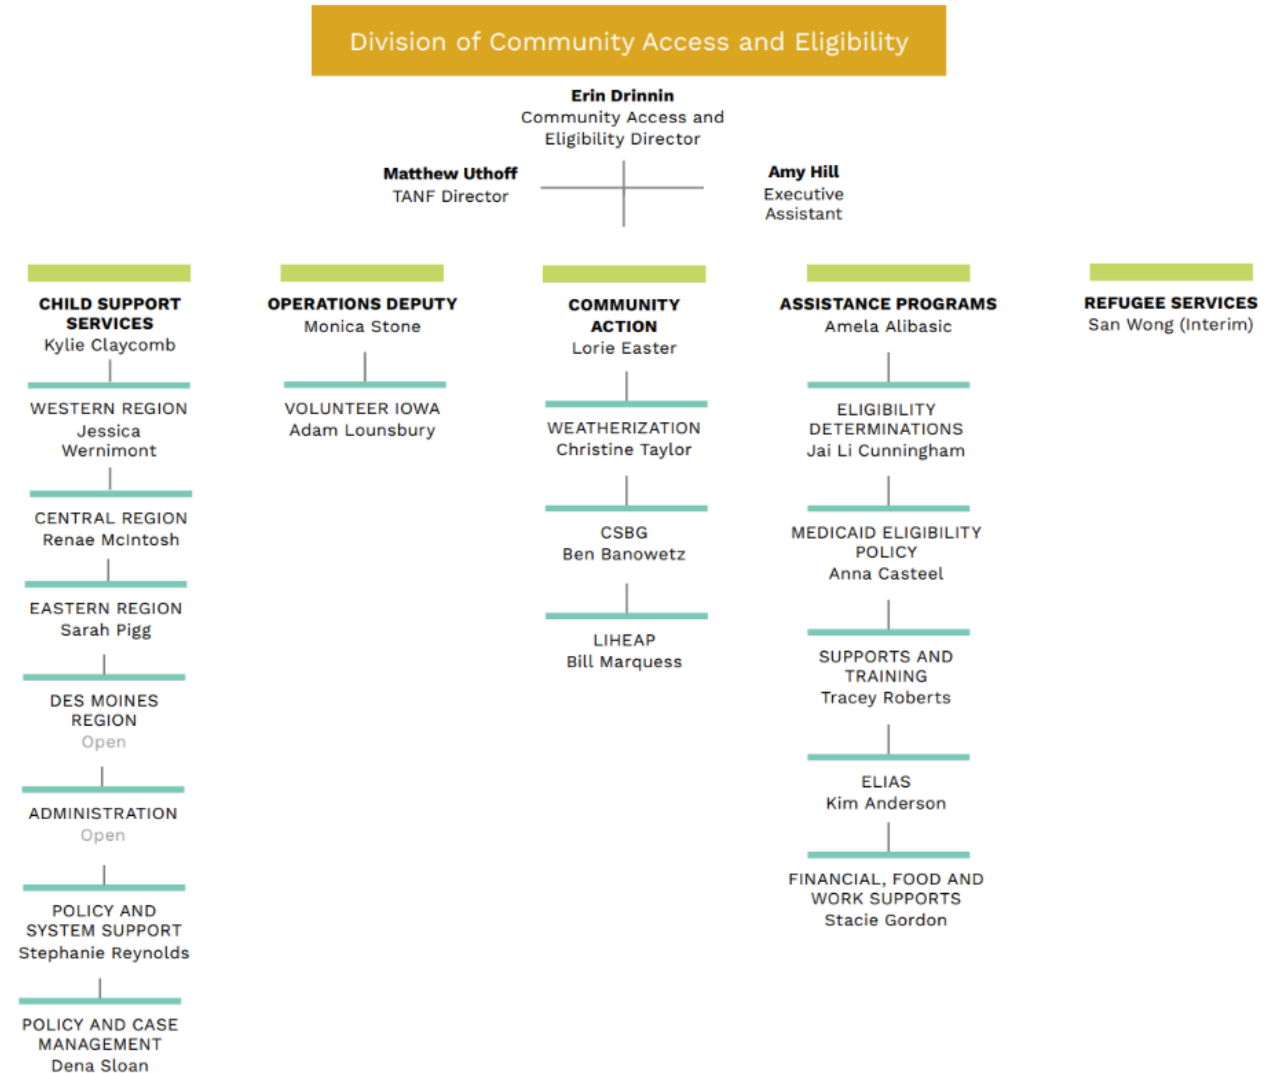 Division of Community Access and Eligibility
Erin Drinnin
Community Access and
Eligibility Director
Matthew Uthoff
TANF Director
Amy Hill
Executive
Assistant
CHILD SUPPORT
SERVICES
Kylie Claycomb
WESTERN REGION
Jessica
Wernimont
CENTRAL REGION
Renae McIntosh
EASTERN REGION
Sarah Pigg
DES MOINES
REGION
Open
ADMINISTRATION
Open
POLICY AND
SYSTEM SUPPORT
Stephanie Reynolds
POLICY AND CASE
MANAGEMENT
Dena Sloan
OPERATIONS DEPUTY
Monica Stone
VOLUNTEER IOWA
Adam Lounsbury
COMMUNITY
ACTION
Lorie Easter
WEATHERIZATION
Christine Taylor
CSBG
Ben Banowetz
LIHEAP
Bill Marquess
ASSISTANCE PROGRAMS
Amela Alibasic
ELIGIBILITY
DETERMINATIONS
Jai Li Cunningham
MEDICAID ELIGIBILITY
POLICY
Anna Casteel
SUPPORTS AND
TRAINING
Tracey Roberts
ELIAS
Kim Anderson
FINANCIAL, FOOD AND
WORK SUPPORTS
Stacie Gordon
REFUGEE SERVICES
San Wong (Interim)